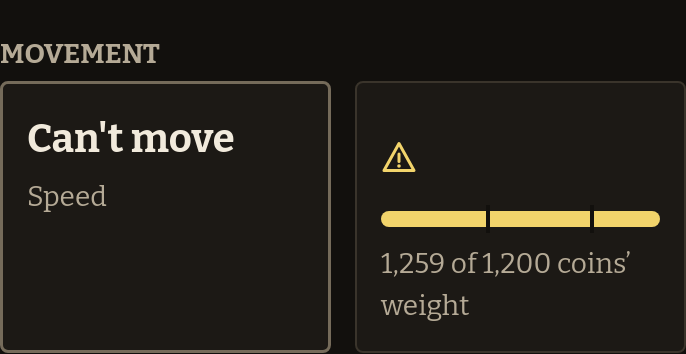 MOVEMENT
Can't move
Speed
1,259 of 1,200 coins’
weight